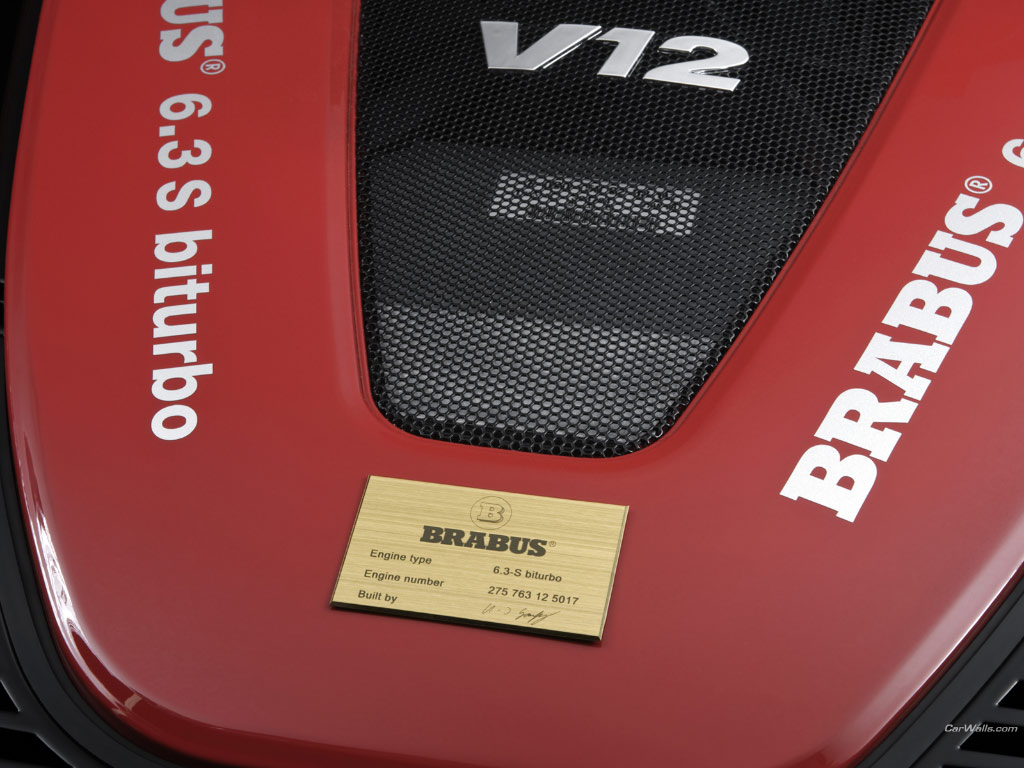 V12
US® 6.3 S biturbo
BRABUS® 6
B
BRABUS®
Engine type 6.3-S biturbo
Engine number 275 763 12 5017
Built by
CarWalls.com